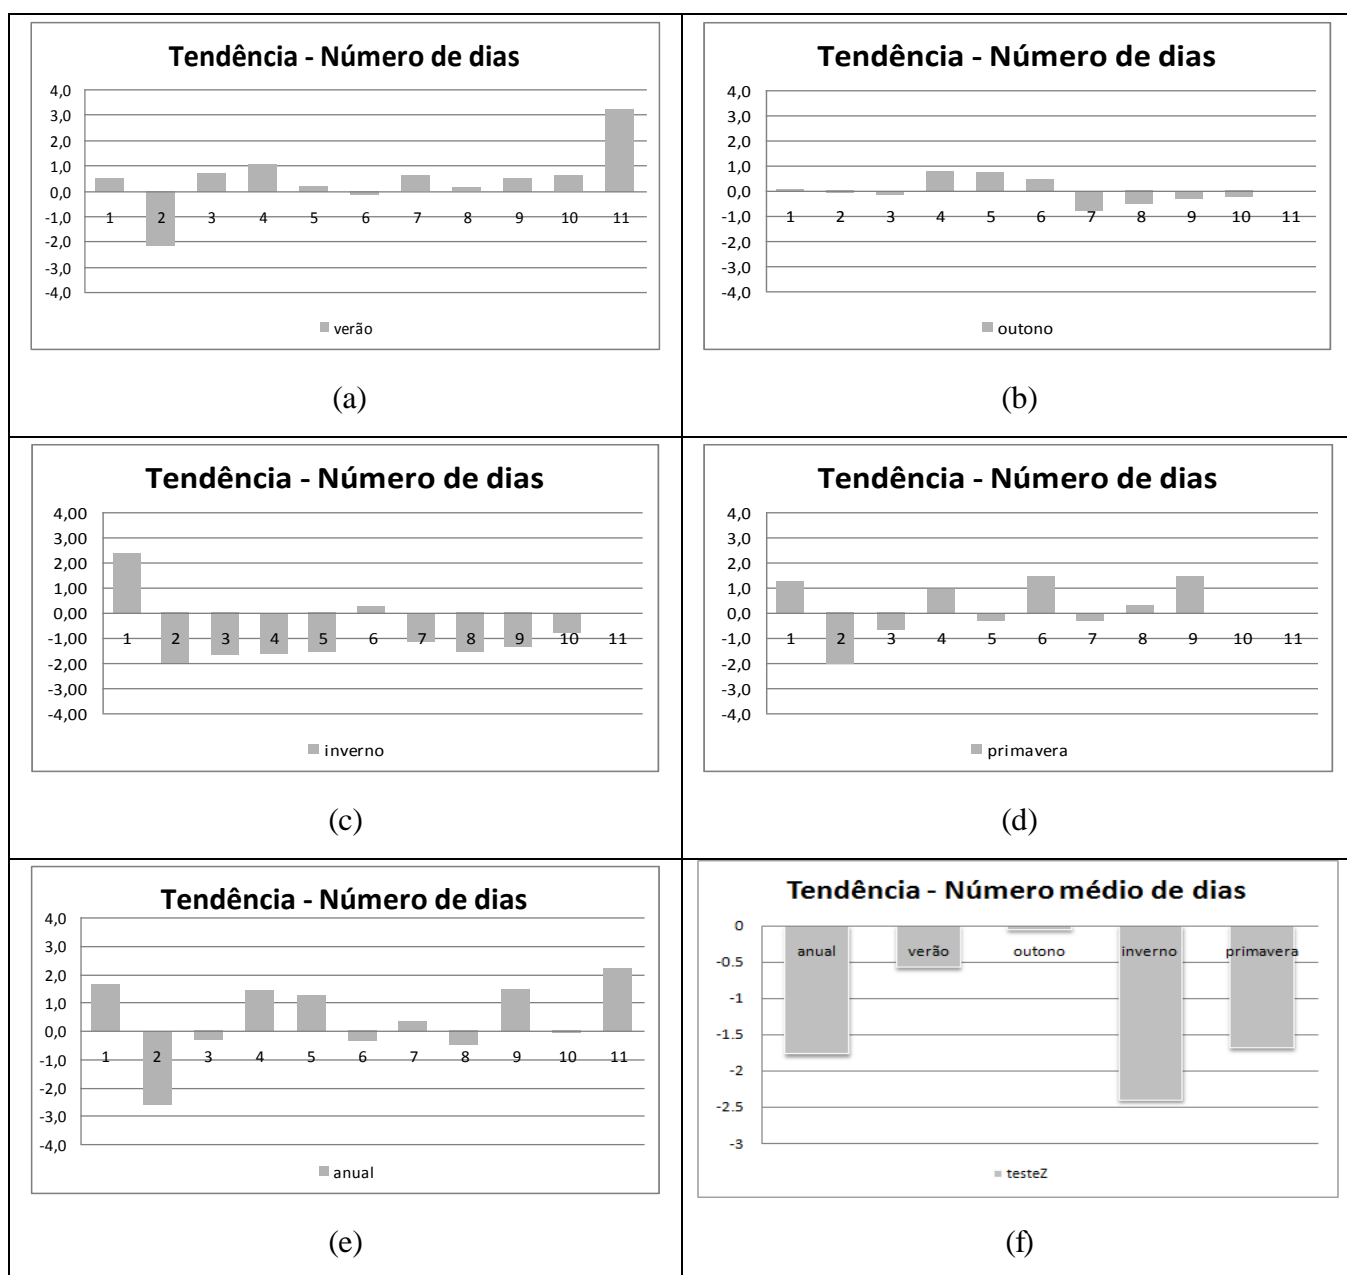 Tendência - Número de dias
4,0
3,0
2,0
1,0
0,0
-1,0
-2,0
-3,0
-4,0
1 2 3 4 5 6 7 8 9 10 11
verão
(a)
Tendência - Número de dias
4,0
3,0
2,0
1,0
0,0
-1,0
-2,0
-3,0
-4,0
1 2 3 4 5 6 7 8 9 10 11
outono
(b)
Tendência - Número de dias
4,00
3,00
2,00
1,00
0,00
-1,00
-2,00
-3,00
-4,00
1 2 3 4 5 6 7 8 9 10 11
inverno
(c)
Tendência - Número de dias
4,0
3,0
2,0
1,0
0,0
-1,0
-2,0
-3,0
-4,0
1 2 3 4 5 6 7 8 9 10 11
primavera
(d)
Tendência - Número de dias
4,0
3,0
2,0
1,0
0,0
-1,0
-2,0
-3,0
-4,0
1 2 3 4 5 6 7 8 9 10 11
anual
(e)
Tendência - Número médio de dias
0
-0.5
-1
-1.5
-2
-2.5
-3
anual verão outono inverno primavera
testeZ
(f)